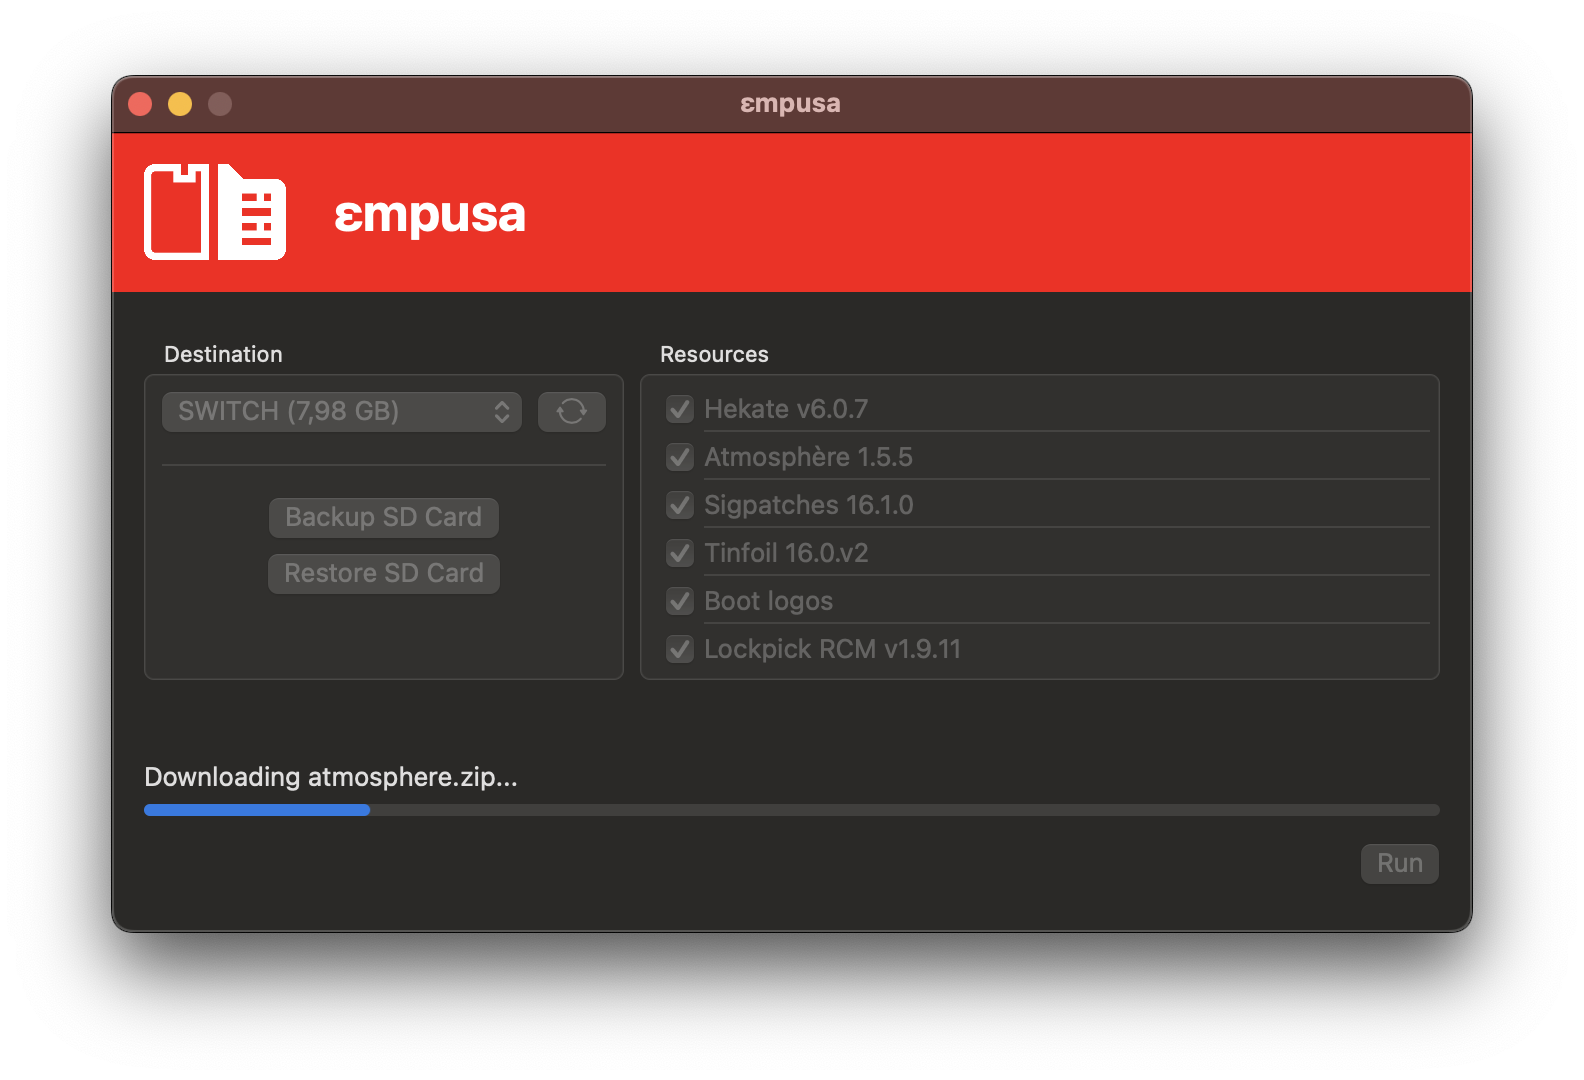 εmpusa
εmpusa
Destination
SWITCH (7,98 GB)
Backup SD Card
Restore SD Card
Resources
Hekate v6.0.7
Atmosphère 1.5.5
Sigpatches 16.1.0
Tinfoil 16.0.v2
Boot logos
Lockpick RCM v1.9.11
Downloading atmosphere.zip...
Run